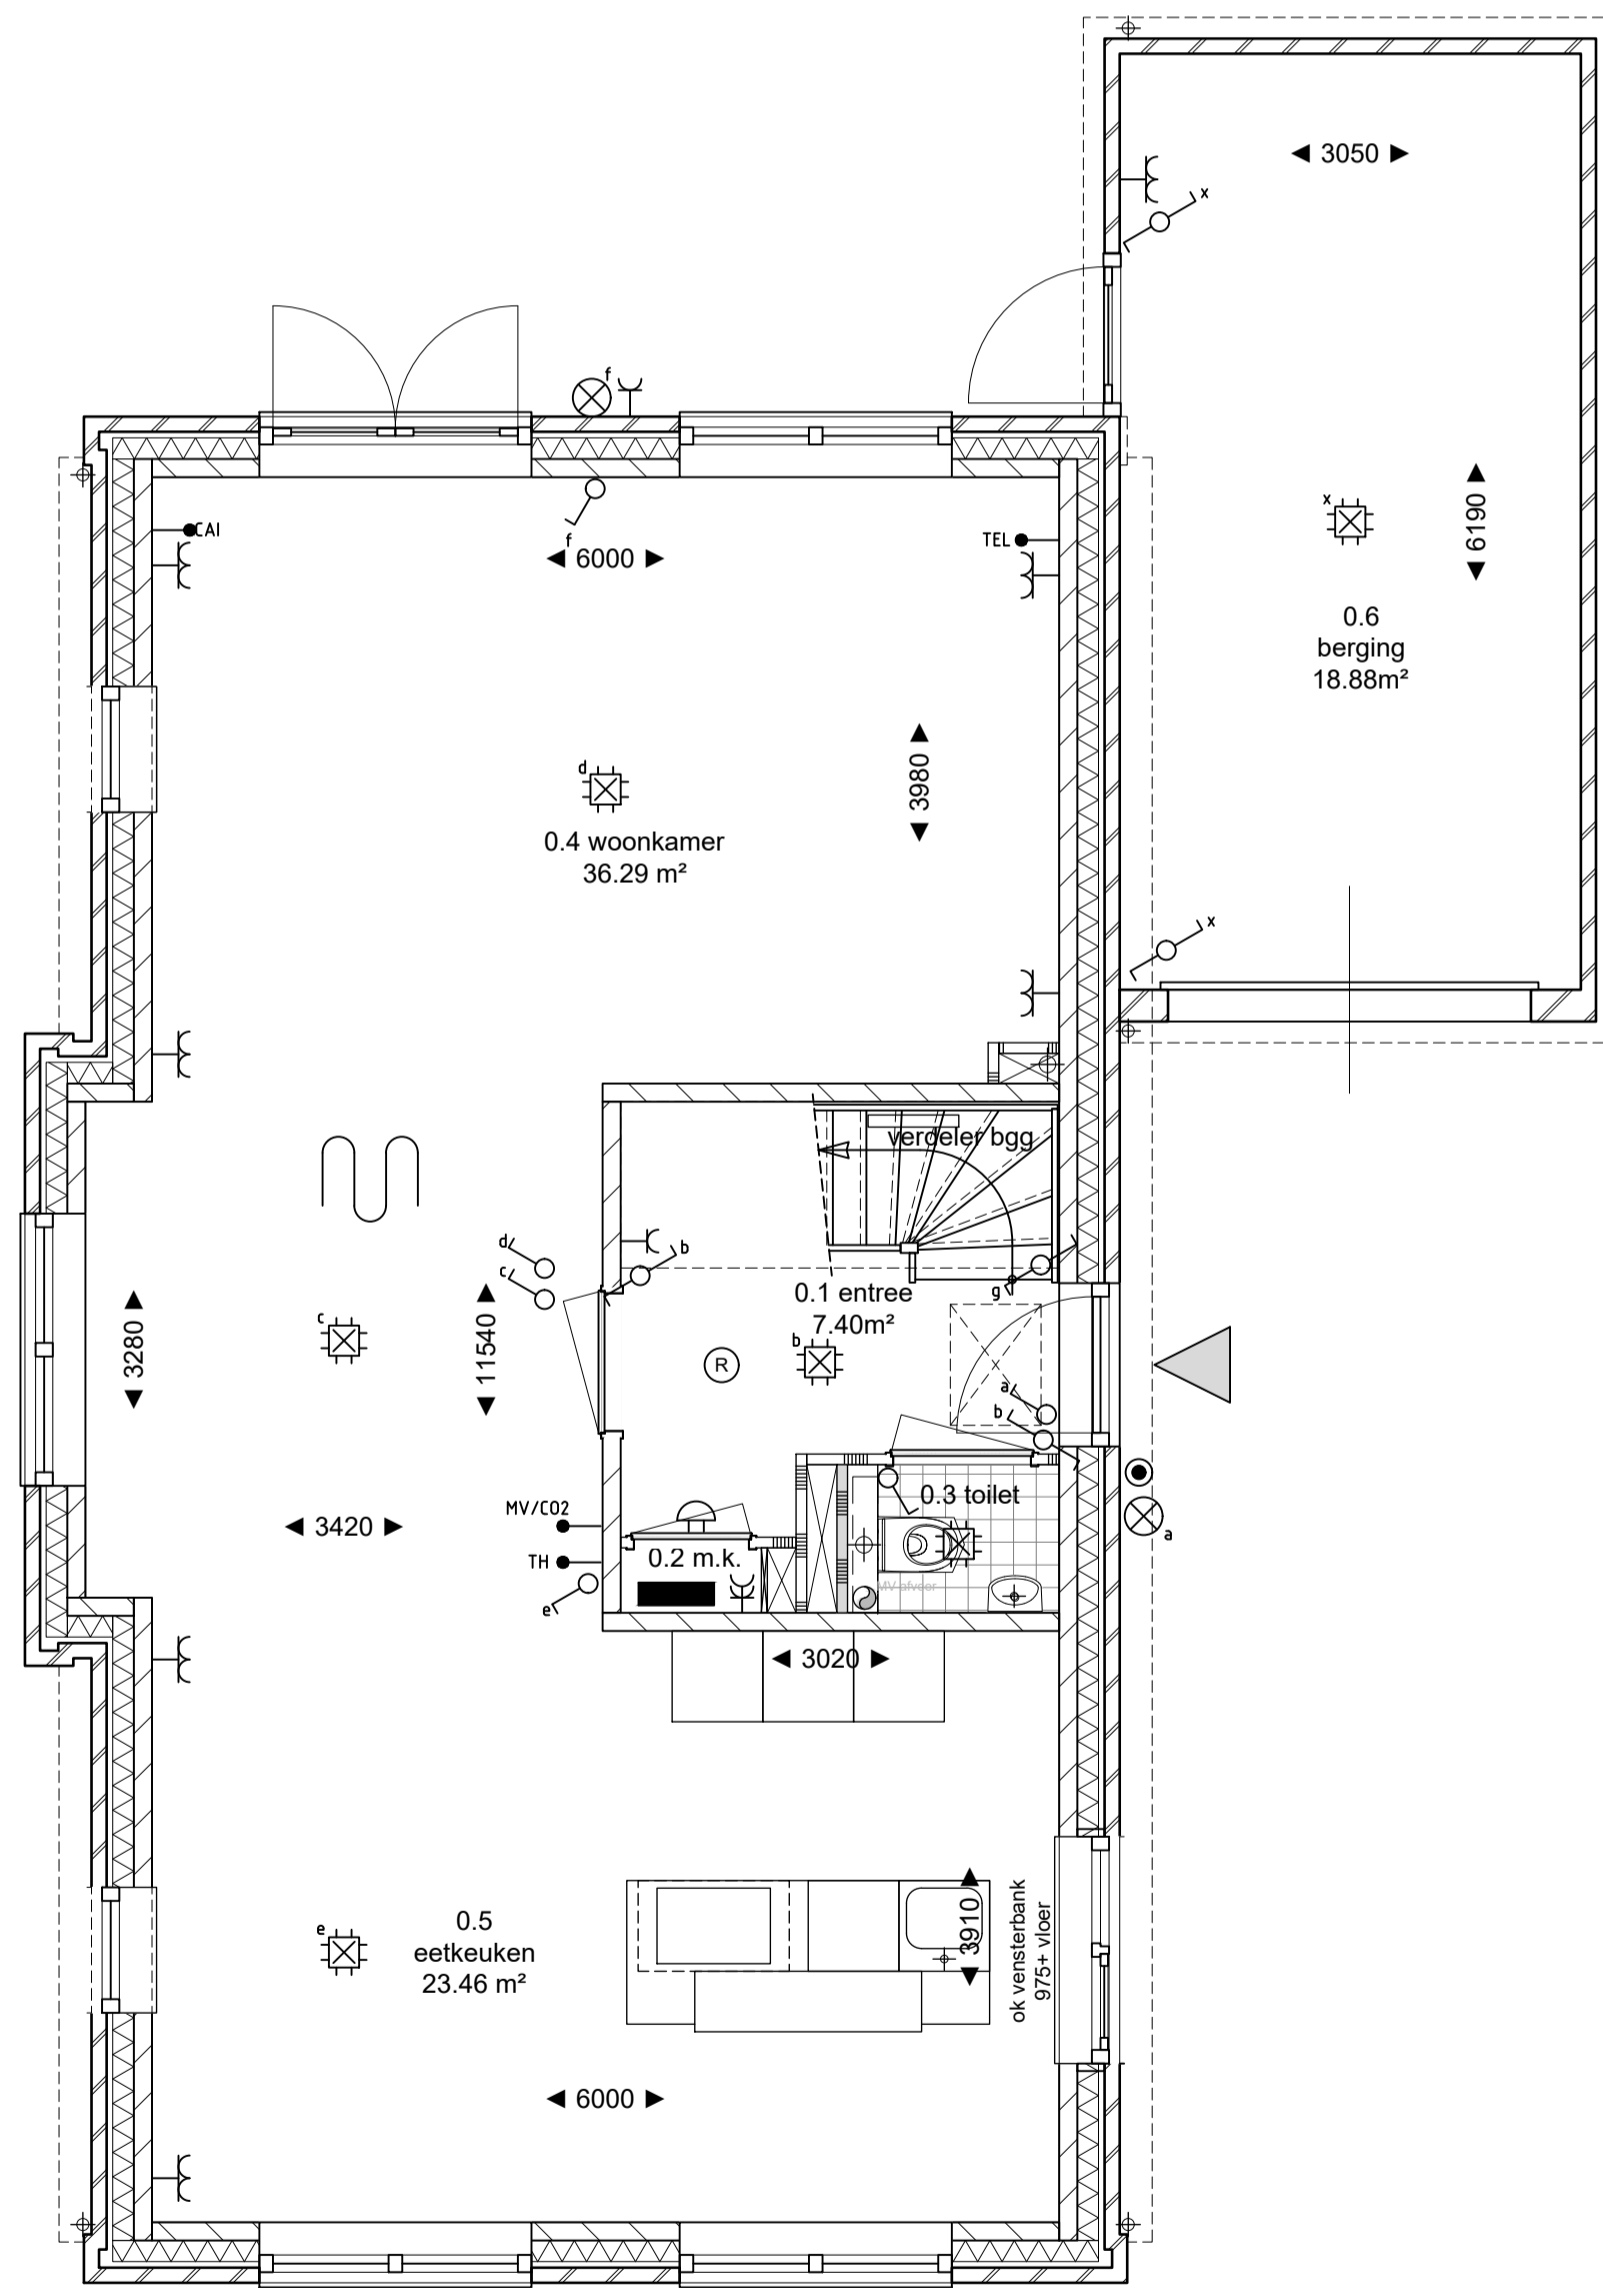 x
◄ 3050 ►
x
f
CAI
f
◄ 6000 ►
TEL
x
◄ 6190 ►
0.6
berging
18.88m²
d
◄ 3980 ►
0.4 woonkamer
36.29 m²
x
verdeler bgg
d
c
b
g
0.1 entree
7.40m²
c
◄ 3280 ►
◄ 11540 ►
R
b
a
b
◄ 3420 ►
MV/CO2
TH
e
0.2 m.k.
0.3 toilet
MV afvoer
a
◄ 3020 ►
e
0.5
eetkeuken
23.46 m²
◄ 3910 ►
ok vensterbank
975+ vloer
◄ 6000 ►